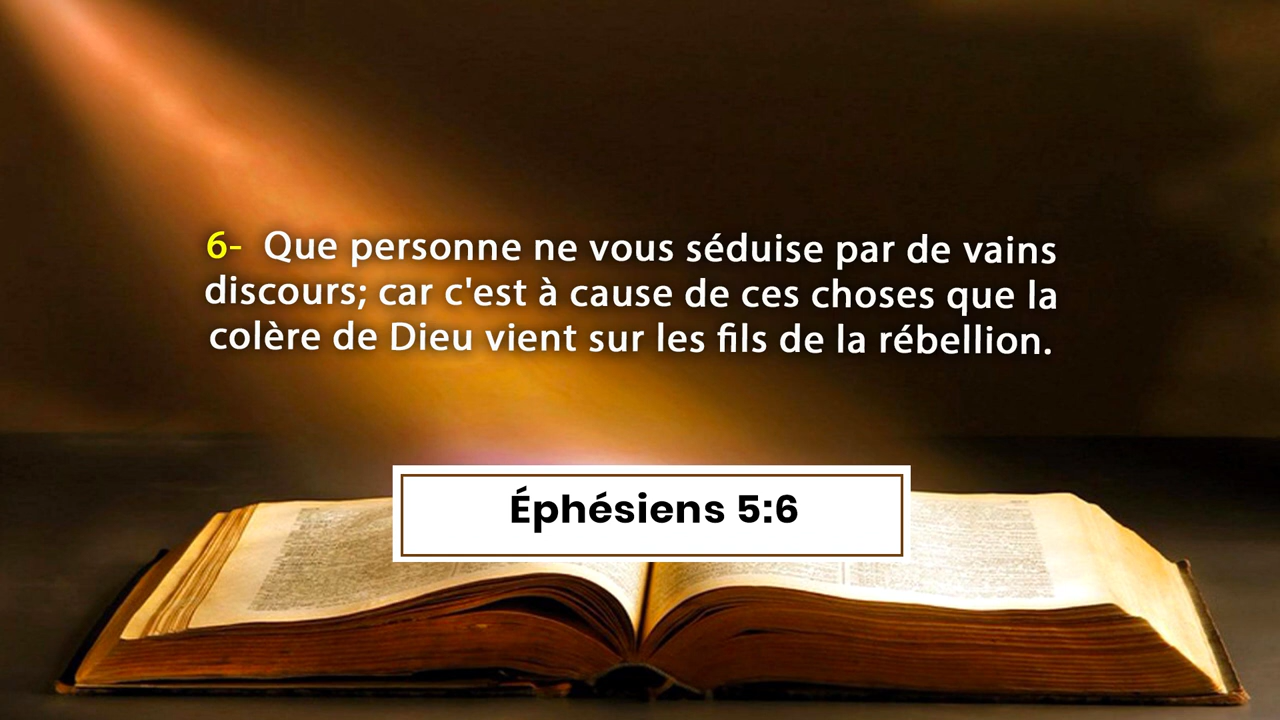 6- Que personne ne vous séduise par de vains
discours; car c'est à cause de ces choses que la
colère de Dieu vient sur les fils de la rébellion.
Éphésiens 5:6